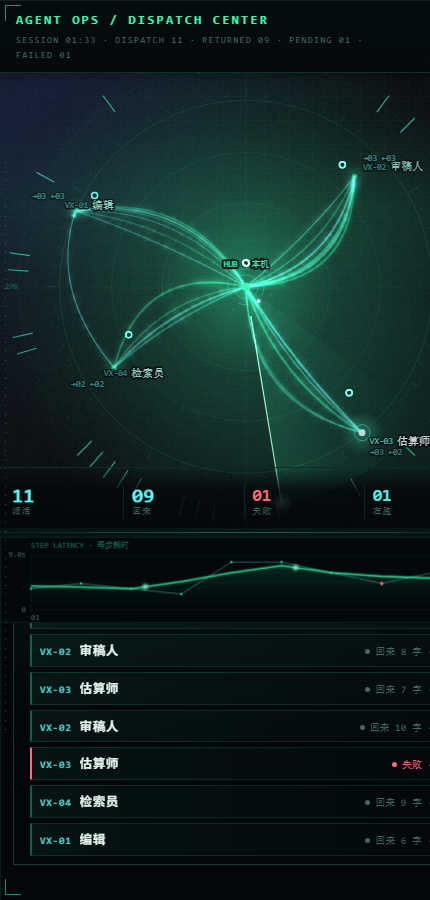 AGENT OPS / DISPATCH CENTER
SESSION 01:33 · DISPATCH 11 · RETURNED 09 · PENDING 01 ·
FAILED 01
→03 ←03
VX-02 审稿人
→03 ←03
VX-01 编辑
HUB 本机
270
VX-04 检索员
→02 ←02
VX-03 估算师
→03 ←02
11
派活
09
回来
01
失败
01
在途
STEP LATENCY · 每步耗时
9.0s
0
01
VX-02 审稿人 回来 8 字
VX-03 估算师 回来 7 字
VX-02 审稿人 回来 10 字
VX-03 估算师 失败
VX-04 检索员 回来 9 字
VX-01 编辑 回来 6 字